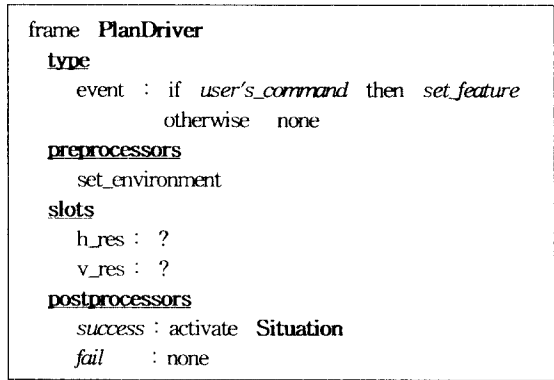 frame PlanDriver
type
event : if user's_command then set_feature
otherwise none
preprocessors
set_environment
slots
h_res : ?
v_res : ?
postprocessors
success : activate Situation
fail : none